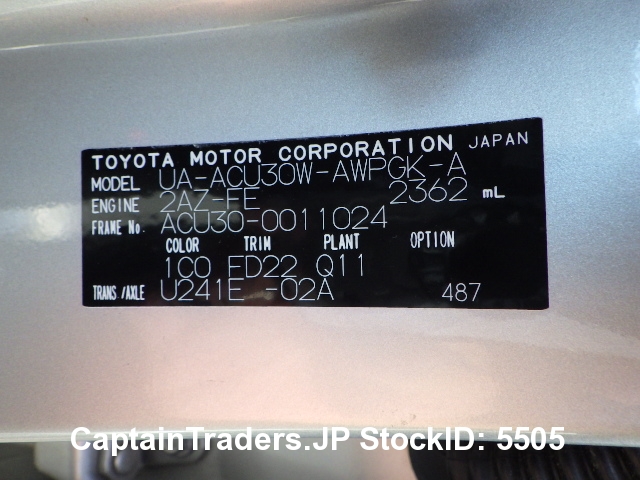 TOYOTA MOTOR CORPORATION JAPAN
MODEL UA-ACU30W-AWPGK-A
ENGINE 2AZ-FE 2362 mL
FRAME No. ACU30-0011024
COLOR TRIM PLANT OPTION
1C0 FD22 Q11
TRANS./AXLE U241E -02A 487
CaptainTraders.JP StockID: 5505